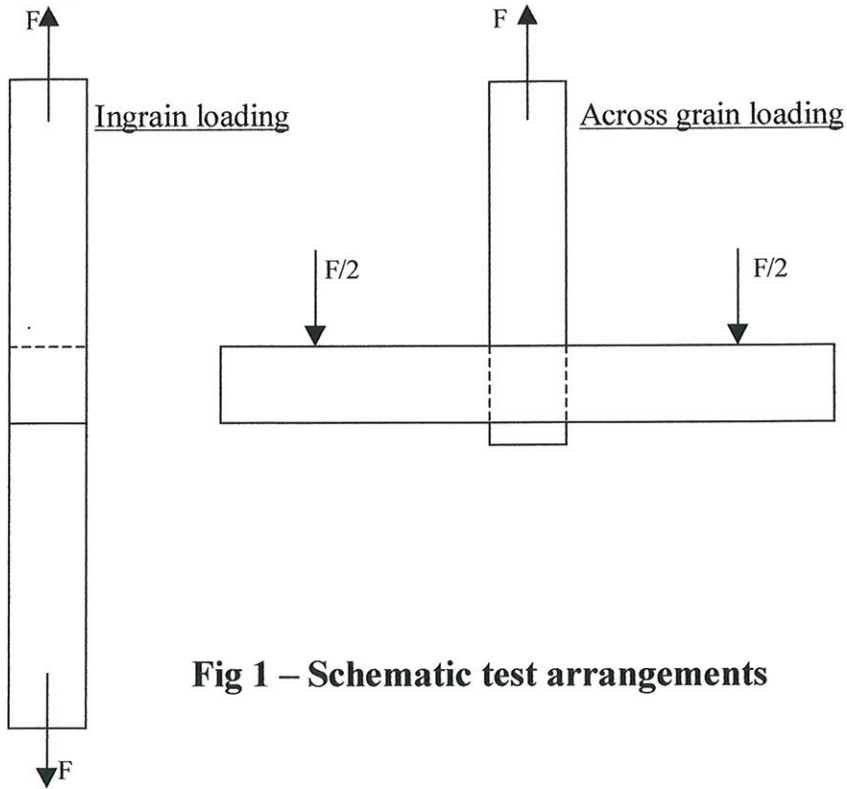 F
F
Ingrain loading
Across grain loading
F/2
F/2
Fig 1 – Schematic test arrangements
F